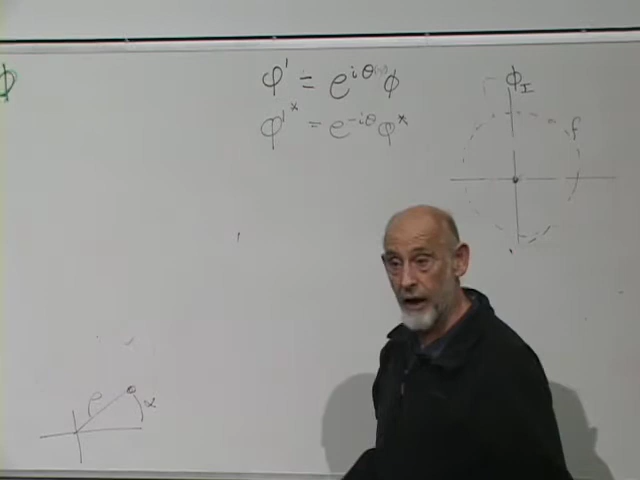 ϕ
φ' = e^{iθ(x)} ϕ
φ'* = e^{-iθ} φ*
ϕ_I
f
ρ
α